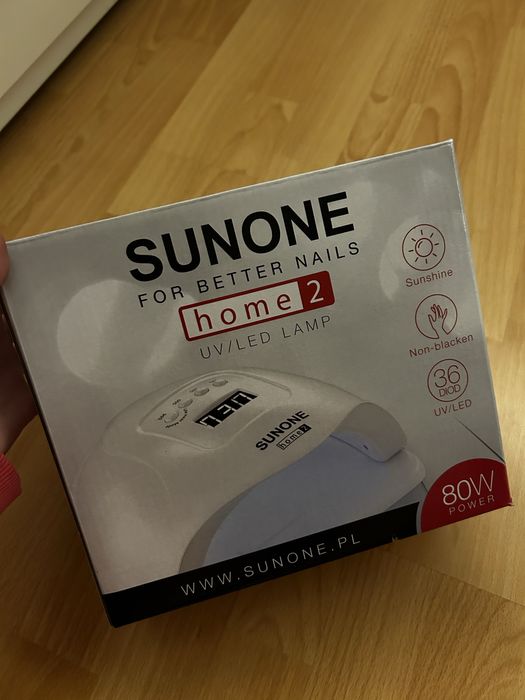 SUNONE
FOR BETTER NAILS
home 2
UV/LED LAMP
Sunshine
Non-blacken
36
DIOD
UV/LED
SUNONE
home 2
80W
POWER
WWW.SUNONE.PL